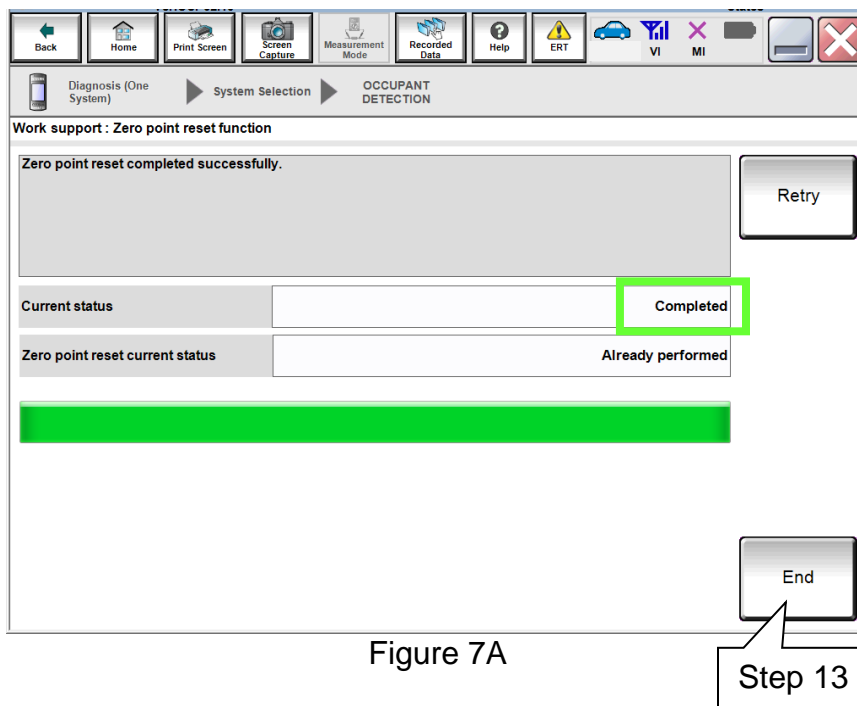 Back
Home
Print Screen
Screen
Capture
Measurement
Mode
Recorded
Data
Help
ERT
VI
MI
Diagnosis (One
System)
System Selection
OCCUPANT
DETECTION
Work support : Zero point reset function
Zero point reset completed successfully.
Retry
Current status
Completed
Zero point reset current status
Already performed
End
Figure 7A
Step 13